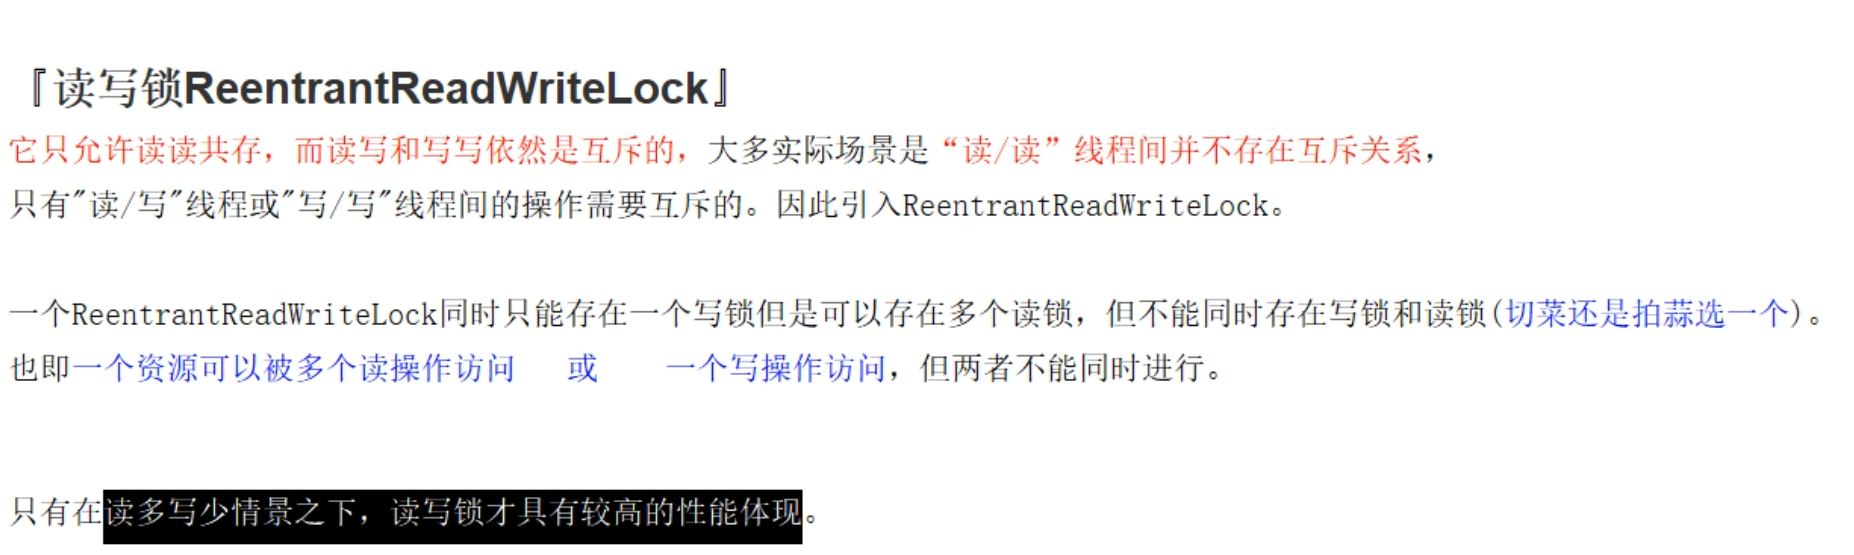 『读写锁ReentrantReadWriteLock』
它只允许读读共存，而读写和写写依然是互斥的，大多实际场景是“读/读”线程间并不存在互斥关系，
只有"读/写"线程或"写/写"线程间的操作需要互斥的。因此引入ReentrantReadWriteLock。
一个ReentrantReadWriteLock同时只能存在一个写锁但是可以存在多个读锁，但不能同时存在写锁和读锁(切菜还是拍蒜选一个)。
也即一个资源可以被多个读操作访问 或 一个写操作访问，但两者不能同时进行。
只有在读多写少情景之下，读写锁才具有较高的性能体现。